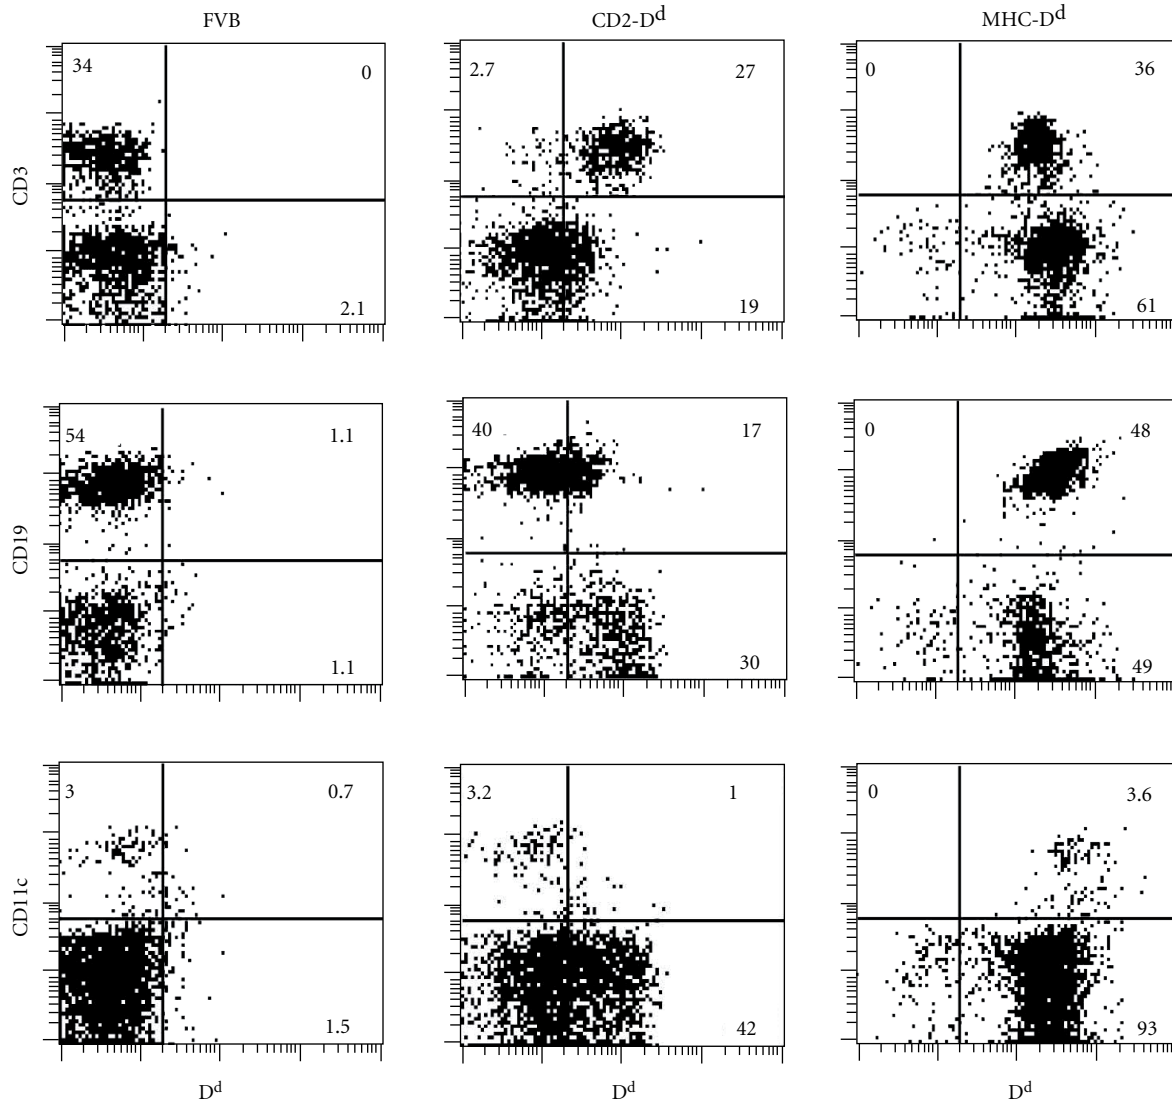 FVB CD2-Dᵈ MHC-Dᵈ
CD3
34 0 2.7 27 0 36
2.1 19 61
CD19
54 1.1 40 17 0 48
1.1 30 49
CD11c
3 0.7 3.2 1 0 3.6
1.5 42 93
Dᵈ Dᵈ Dᵈ